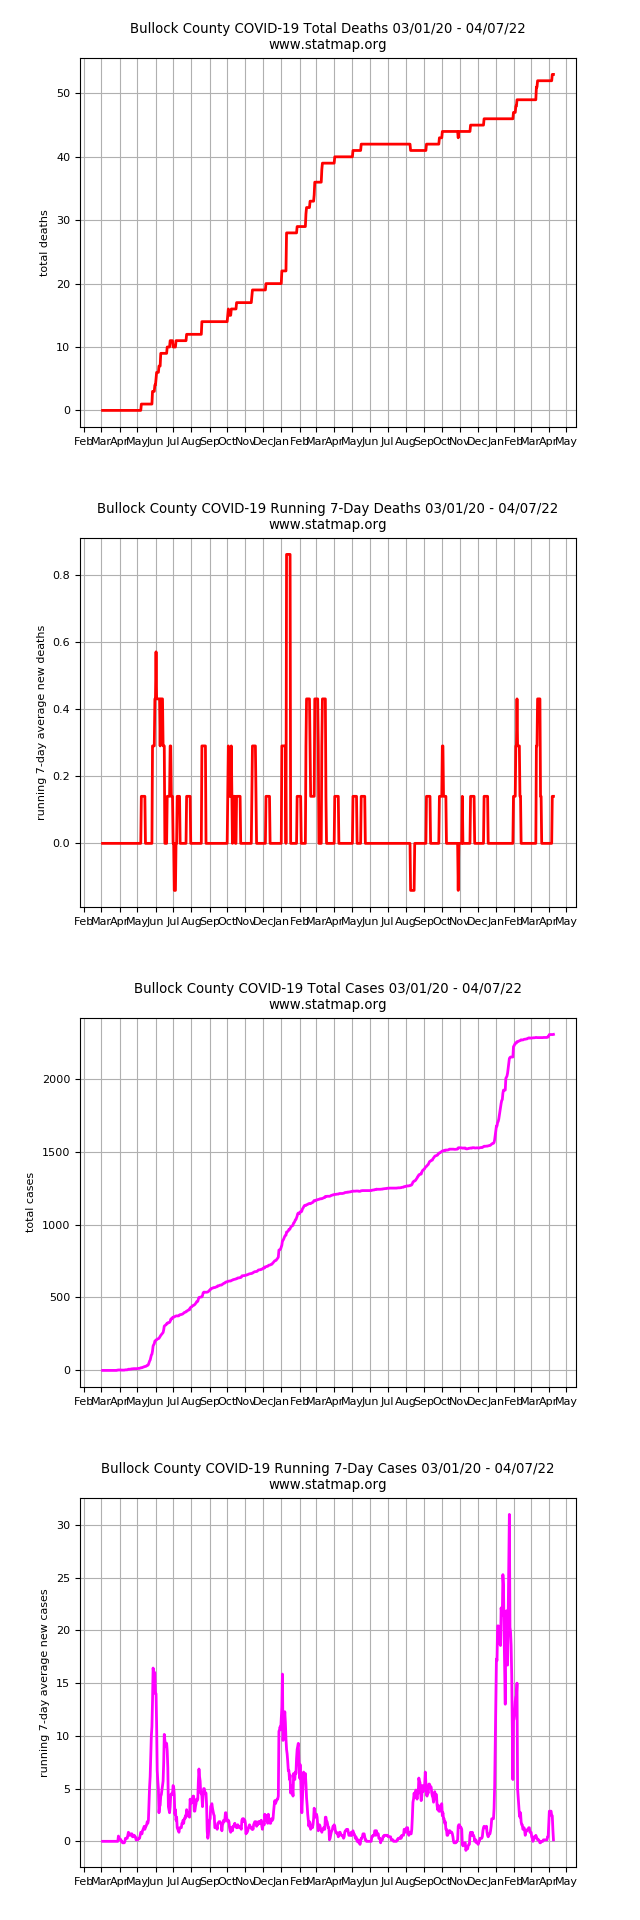 Bullock County COVID-19 Total Deaths 03/01/20 - 04/07/22
www.statmap.org
50
40
30
20
10
0
total deaths
Feb Mar Apr May Jun Jul Aug Sep Oct Nov Dec Jan Feb Mar Apr May Jun Jul Aug Sep Oct Nov Dec Jan Feb Mar Apr May
Bullock County COVID-19 Running 7-Day Deaths 03/01/20 - 04/07/22
www.statmap.org
0.8
0.6
0.4
0.2
0.0
running 7-day average new deaths
Feb Mar Apr May Jun Jul Aug Sep Oct Nov Dec Jan Feb Mar Apr May Jun Jul Aug Sep Oct Nov Dec Jan Feb Mar Apr May
Bullock County COVID-19 Total Cases 03/01/20 - 04/07/22
www.statmap.org
2000
1500
1000
500
0
total cases
Feb Mar Apr May Jun Jul Aug Sep Oct Nov Dec Jan Feb Mar Apr May Jun Jul Aug Sep Oct Nov Dec Jan Feb Mar Apr May
Bullock County COVID-19 Running 7-Day Cases 03/01/20 - 04/07/22
www.statmap.org
30
25
20
15
10
5
0
running 7-day average new cases
Feb Mar Apr May Jun Jul Aug Sep Oct Nov Dec Jan Feb Mar Apr May Jun Jul Aug Sep Oct Nov Dec Jan Feb Mar Apr May